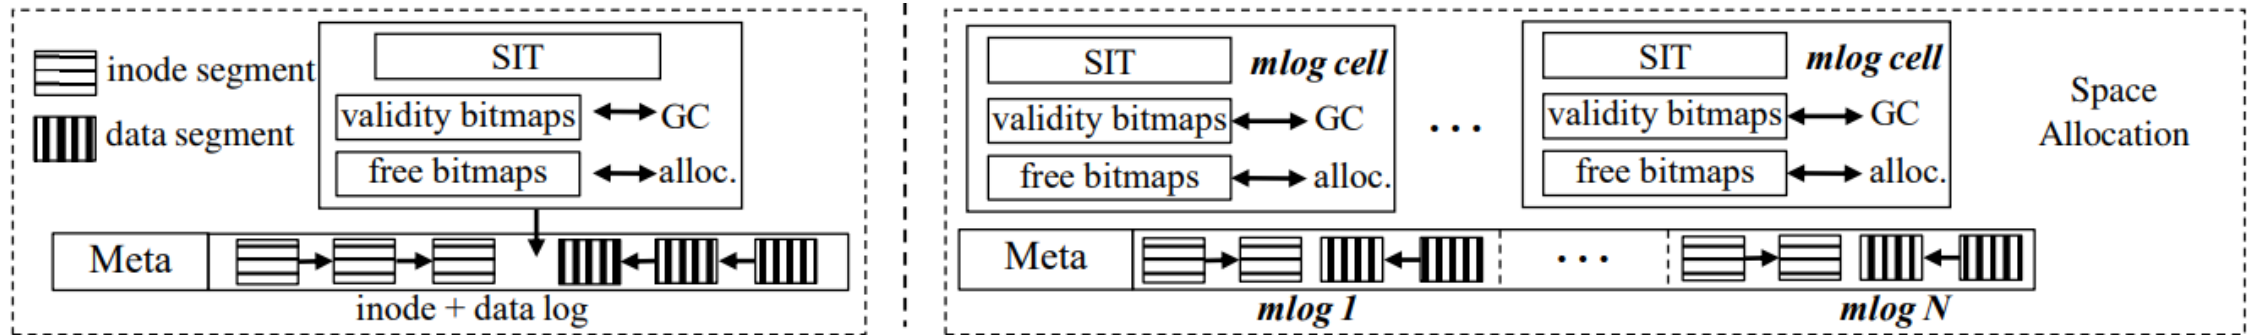 inode segment
data segment
SIT
validity bitmaps
GC
free bitmaps
alloc.
Meta
inode + data log
SIT
mlog cell
validity bitmaps
GC
free bitmaps
alloc.
...
SIT
mlog cell
validity bitmaps
GC
free bitmaps
alloc.
Space
Allocation
Meta
...
mlog 1
mlog N